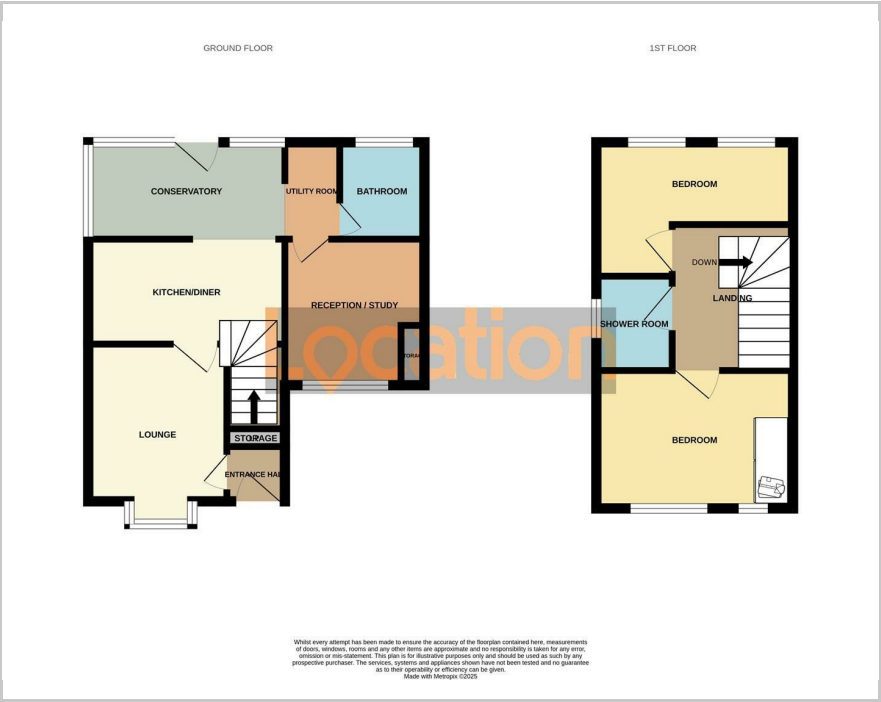 GROUND FLOOR
1ST FLOOR
CONSERVATORY
UTILITY ROOM
BATHROOM
KITCHEN/DINER
RECEPTION / STUDY
LOUNGE
STORAGE
ENTRANCE HA
BEDROOM
DOWN
LANDING
SHOWER ROOM
BEDROOM
Location
Whilst every attempt has been made to ensure the accuracy of the floorplan contained here, measurements
of doors, windows, rooms and any other items are approximate and no responsibility is taken for any error,
omission or mis-statement. This plan is for illustrative purposes only and should be used as such by any
prospective purchaser. The services, systems and appliances shown have not been tested and no guarantee
as to their operability or efficiency can be given.
Made with Metropix ©2025